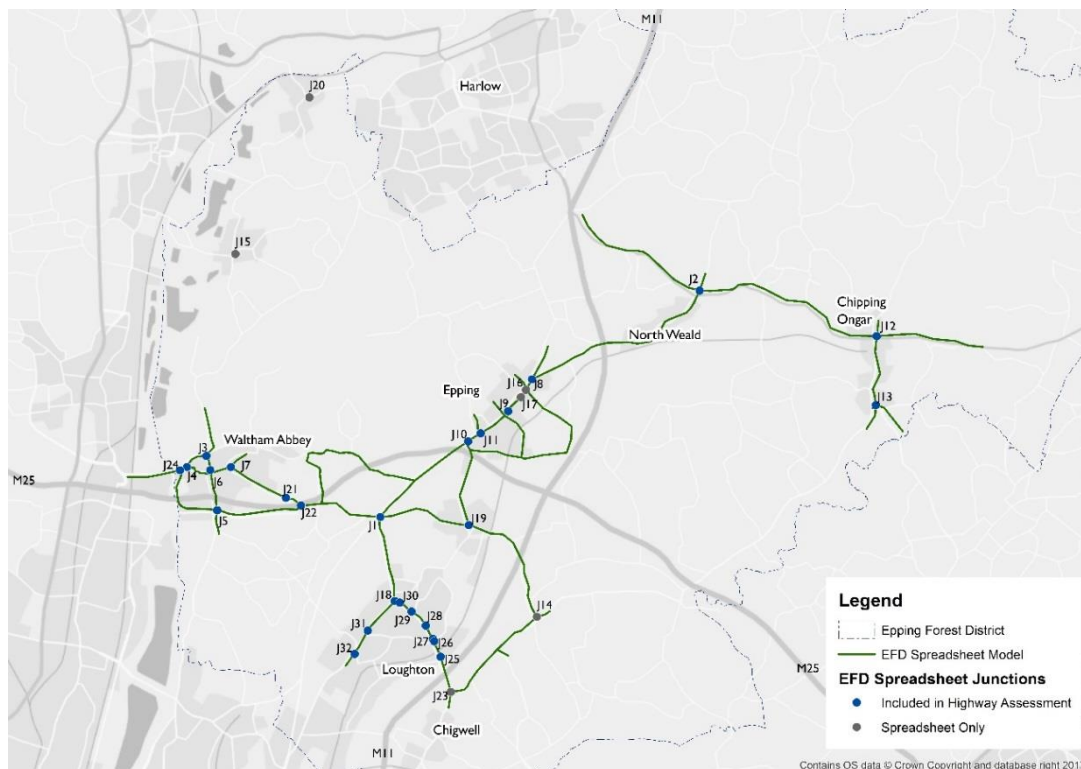 M11
J20
Harlow
J15
J2
Chipping
Ongar
J12
North Weald
J16
J8
Epping
J17
J9
J13
J10
J11
J3
Waltham Abbey
J24
J4
J6
J7
M25
J21
J22
J5
J1
J19
J18
J30
J29
J28
J14
J31
J27
J26
J32
J25
Loughton
M25
J23
Chigwell
M11
Legend
Epping Forest District
EFD Spreadsheet Model
EFD Spreadsheet Junctions
Included in Highway Assessment
Spreadsheet Only
Contains OS data © Crown Copyright and database right